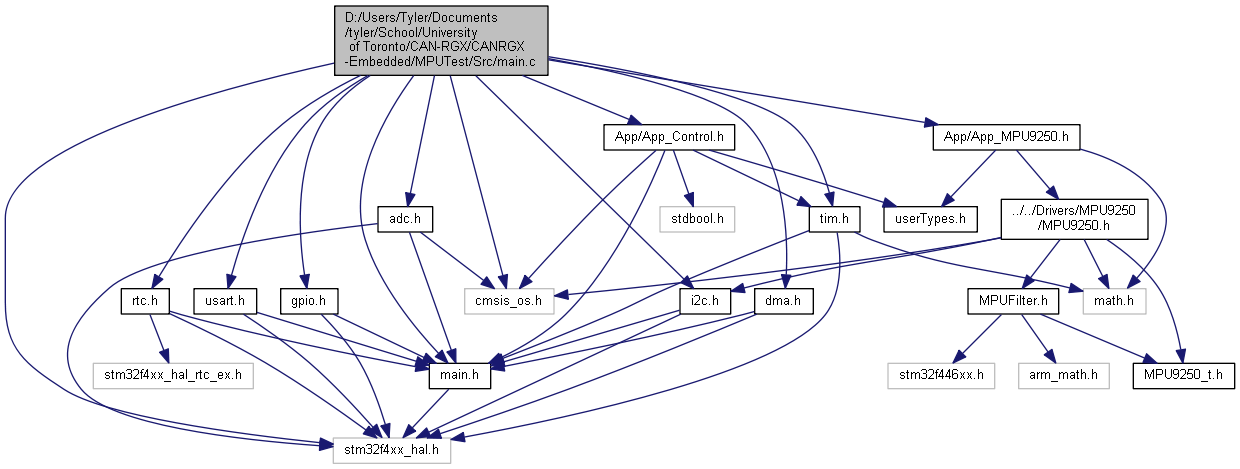 D:/Users/Tyler/Documents
/tyler/School/University
of Toronto/CAN-RGX/CANRGX
-Embedded/MPUTest/Src/main.c
App/App_Control.h
App/App_MPU9250.h
adc.h
stdbool.h
tim.h
userTypes.h
../../Drivers/MPU9250
/MPU9250.h
rtc.h
usart.h
gpio.h
cmsis_os.h
i2c.h
dma.h
MPUFilter.h
math.h
stm32f4xx_hal_rtc_ex.h
main.h
stm32f446xx.h
arm_math.h
MPU9250_t.h
stm32f4xx_hal.h